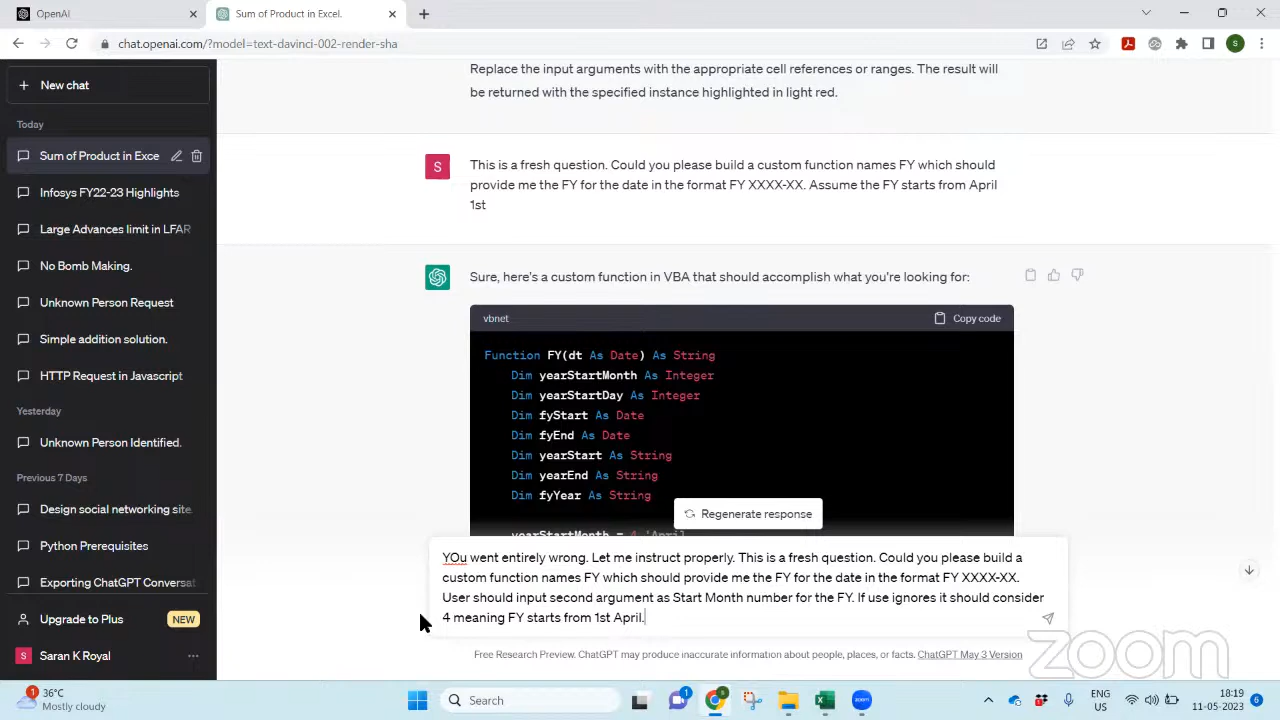 OpenAI
Sum of Product in Excel.
chat.openai.com/?model=text-davinci-002-render-sha
S
New chat
Today
Sum of Product in Exce
Infosys FY22-23 Highlights
Large Advances limit in LFAR
No Bomb Making.
Unknown Person Request
Simple addition solution.
HTTP Request in Javascript
Yesterday
Unknown Person Identified.
Previous 7 Days
Design social networking site.
Python Prerequisites
Exporting ChatGPT Conversat
Upgrade to Plus
NEW
S
Saran K Royal
Replace the input arguments with the appropriate cell references or ranges. The result will
be returned with the specified instance highlighted in light red.
S
This is a fresh question. Could you please build a custom function names FY which should
provide me the FY for the date in the format FY XXXX-XX. Assume the FY starts from April
1st
Sure, here's a custom function in VBA that should accomplish what you're looking for:
vbnet
Copy code
Function FY(dt As Date) As String
Dim yearStartMonth As Integer
Dim yearStartDay As Integer
Dim fyStart As Date
Dim fyEnd As Date
Dim yearStart As String
Dim yearEnd As String
Dim fyYear As String
yearStartMonth = 4 'April
Regenerate response
YOu went entirely wrong. Let me instruct properly. This is a fresh question. Could you please build a
custom function names FY which should provide me the FY for the date in the format FY XXXX-XX.
User should input second argument as Start Month number for the FY. If use ignores it should consider
4 meaning FY starts from 1st April.
Free Research Preview. ChatGPT may produce inaccurate information about people, places, or facts. ChatGPT May 3 Version
zoom
1
36°C
Mostly cloudy
Search
1
zoom
ENG
US
18:19
11-05-2023
6